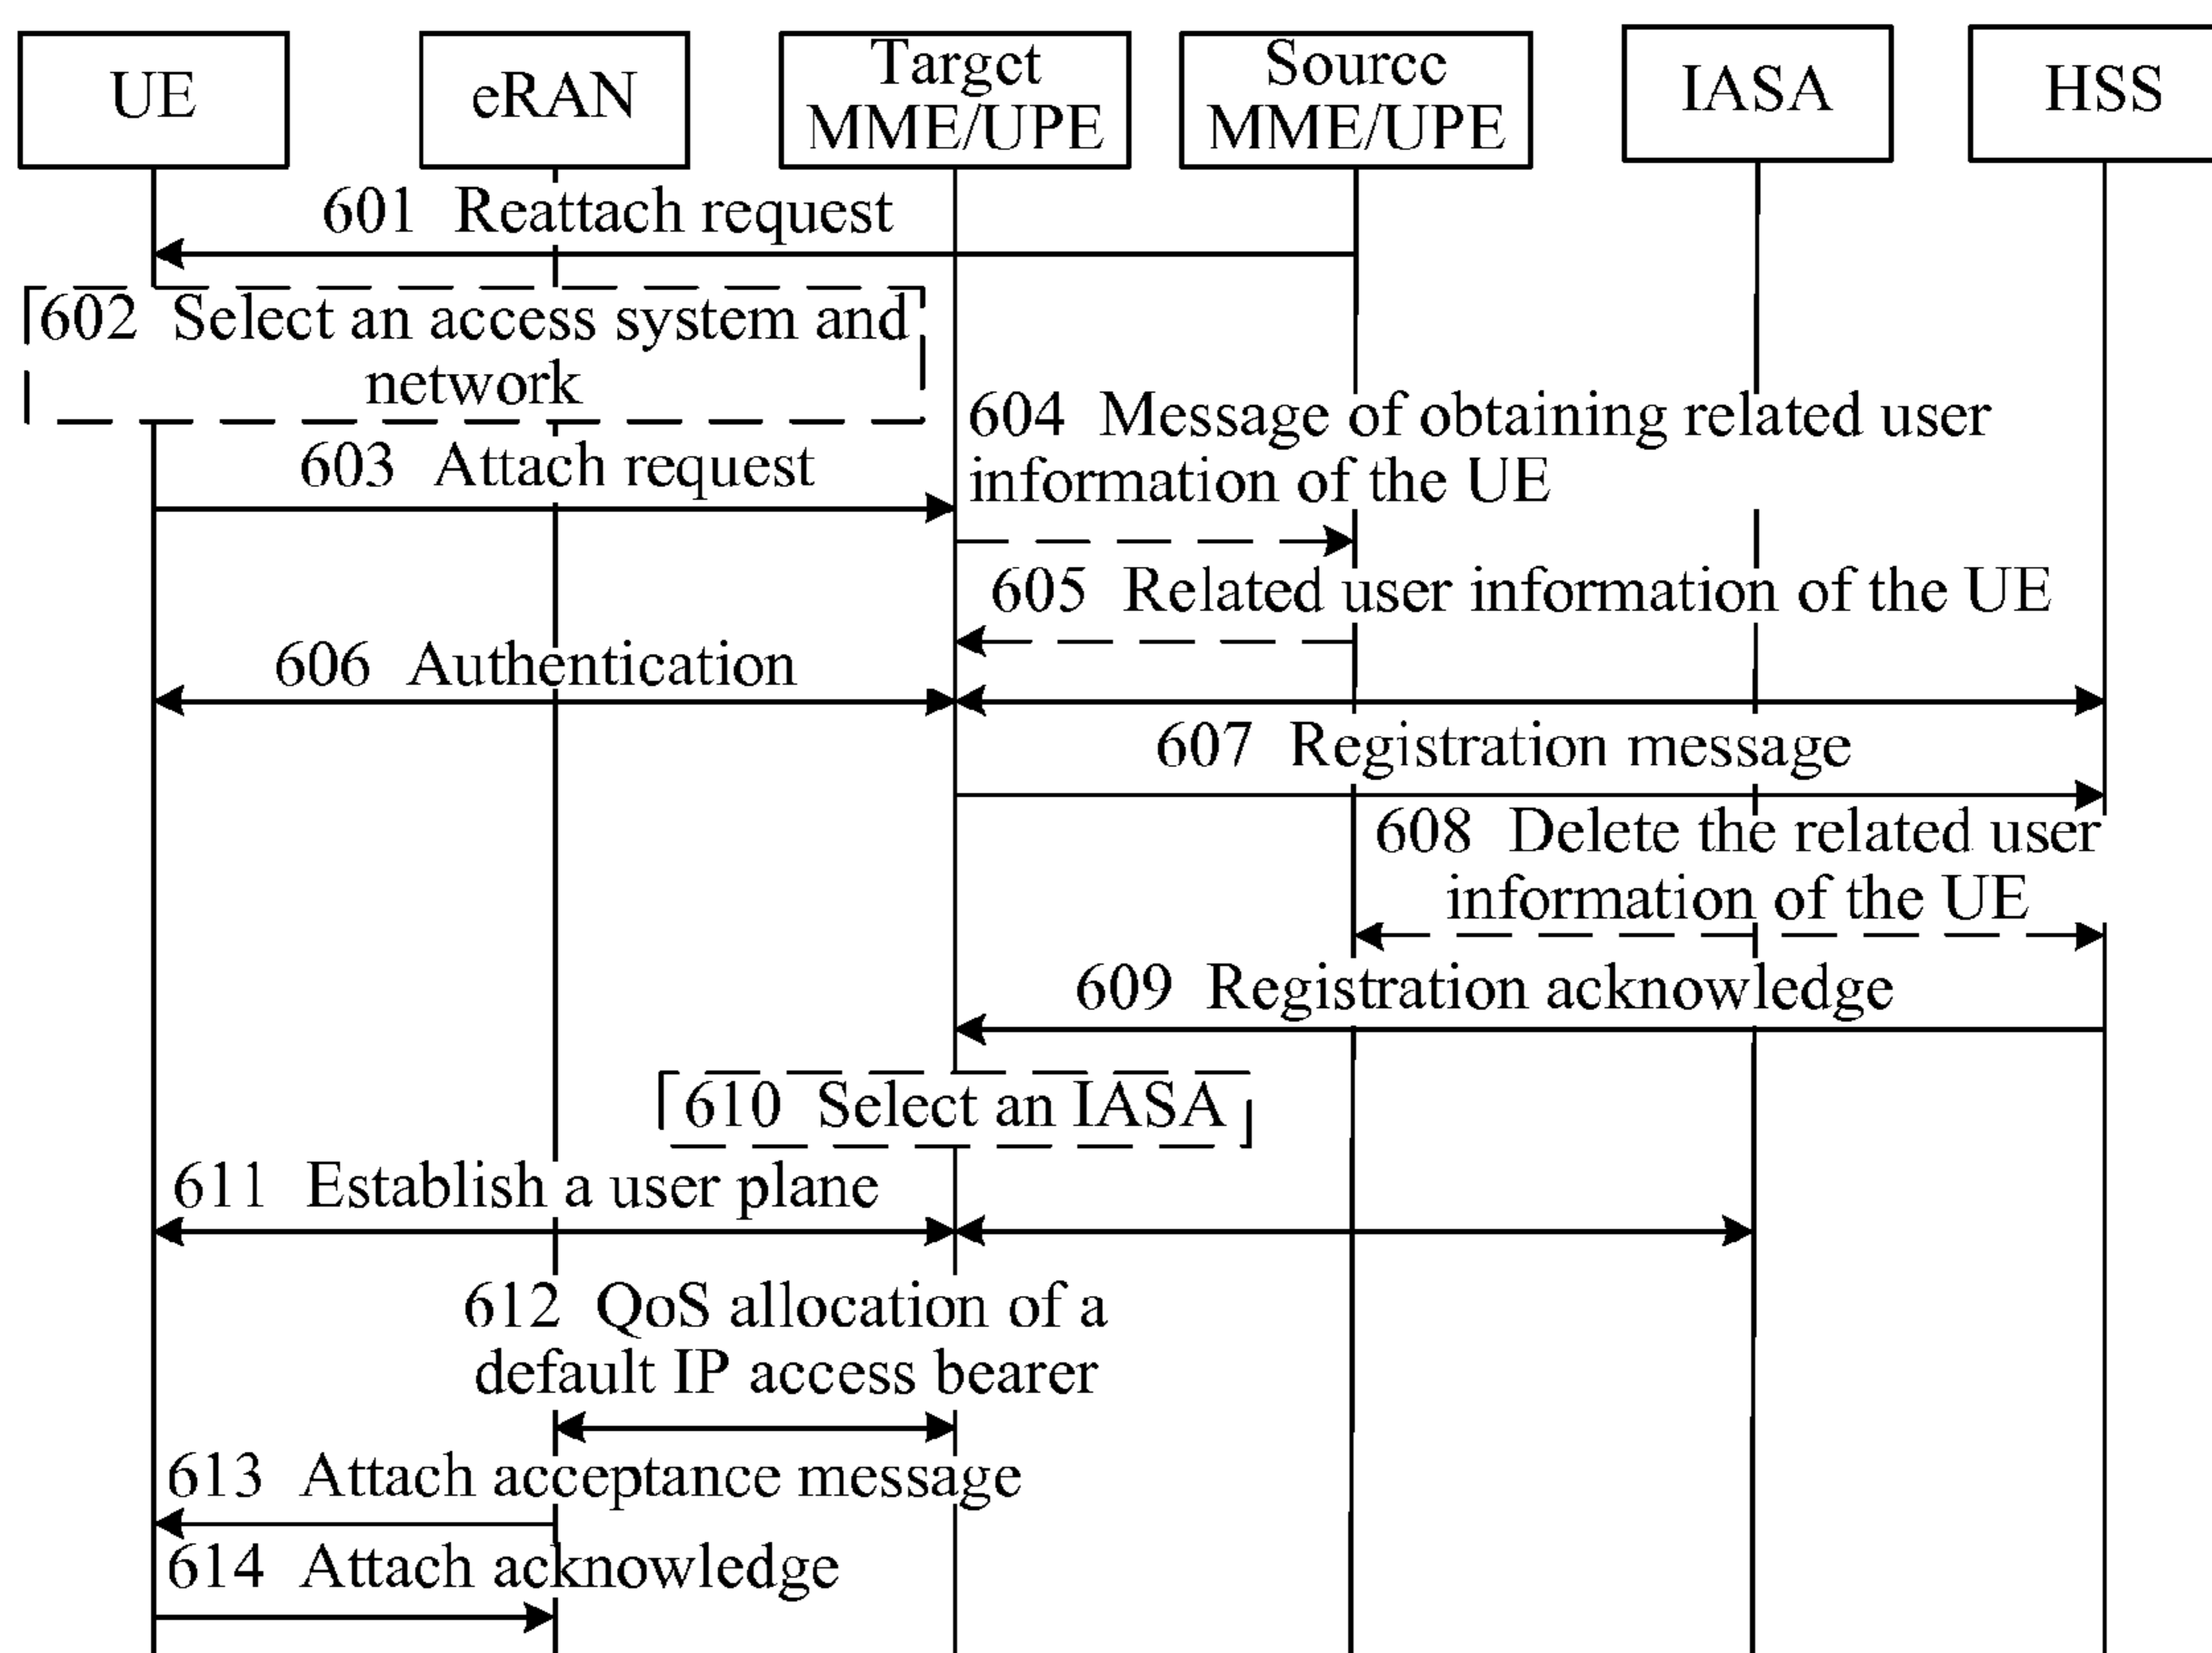 UE
eRAN
Target
MME/UPE
Source
MME/UPE
IASA
HSS
601 Reattach request
602 Select an access system and
network
603 Attach request
604 Message of obtaining related user
information of the UE
605 Related user information of the UE
606 Authentication
607 Registration message
608 Delete the related user
information of the UE
609 Registration acknowledge
610 Select an IASA
611 Establish a user plane
612 QoS allocation of a
default IP access bearer
613 Attach acceptance message
614 Attach acknowledge